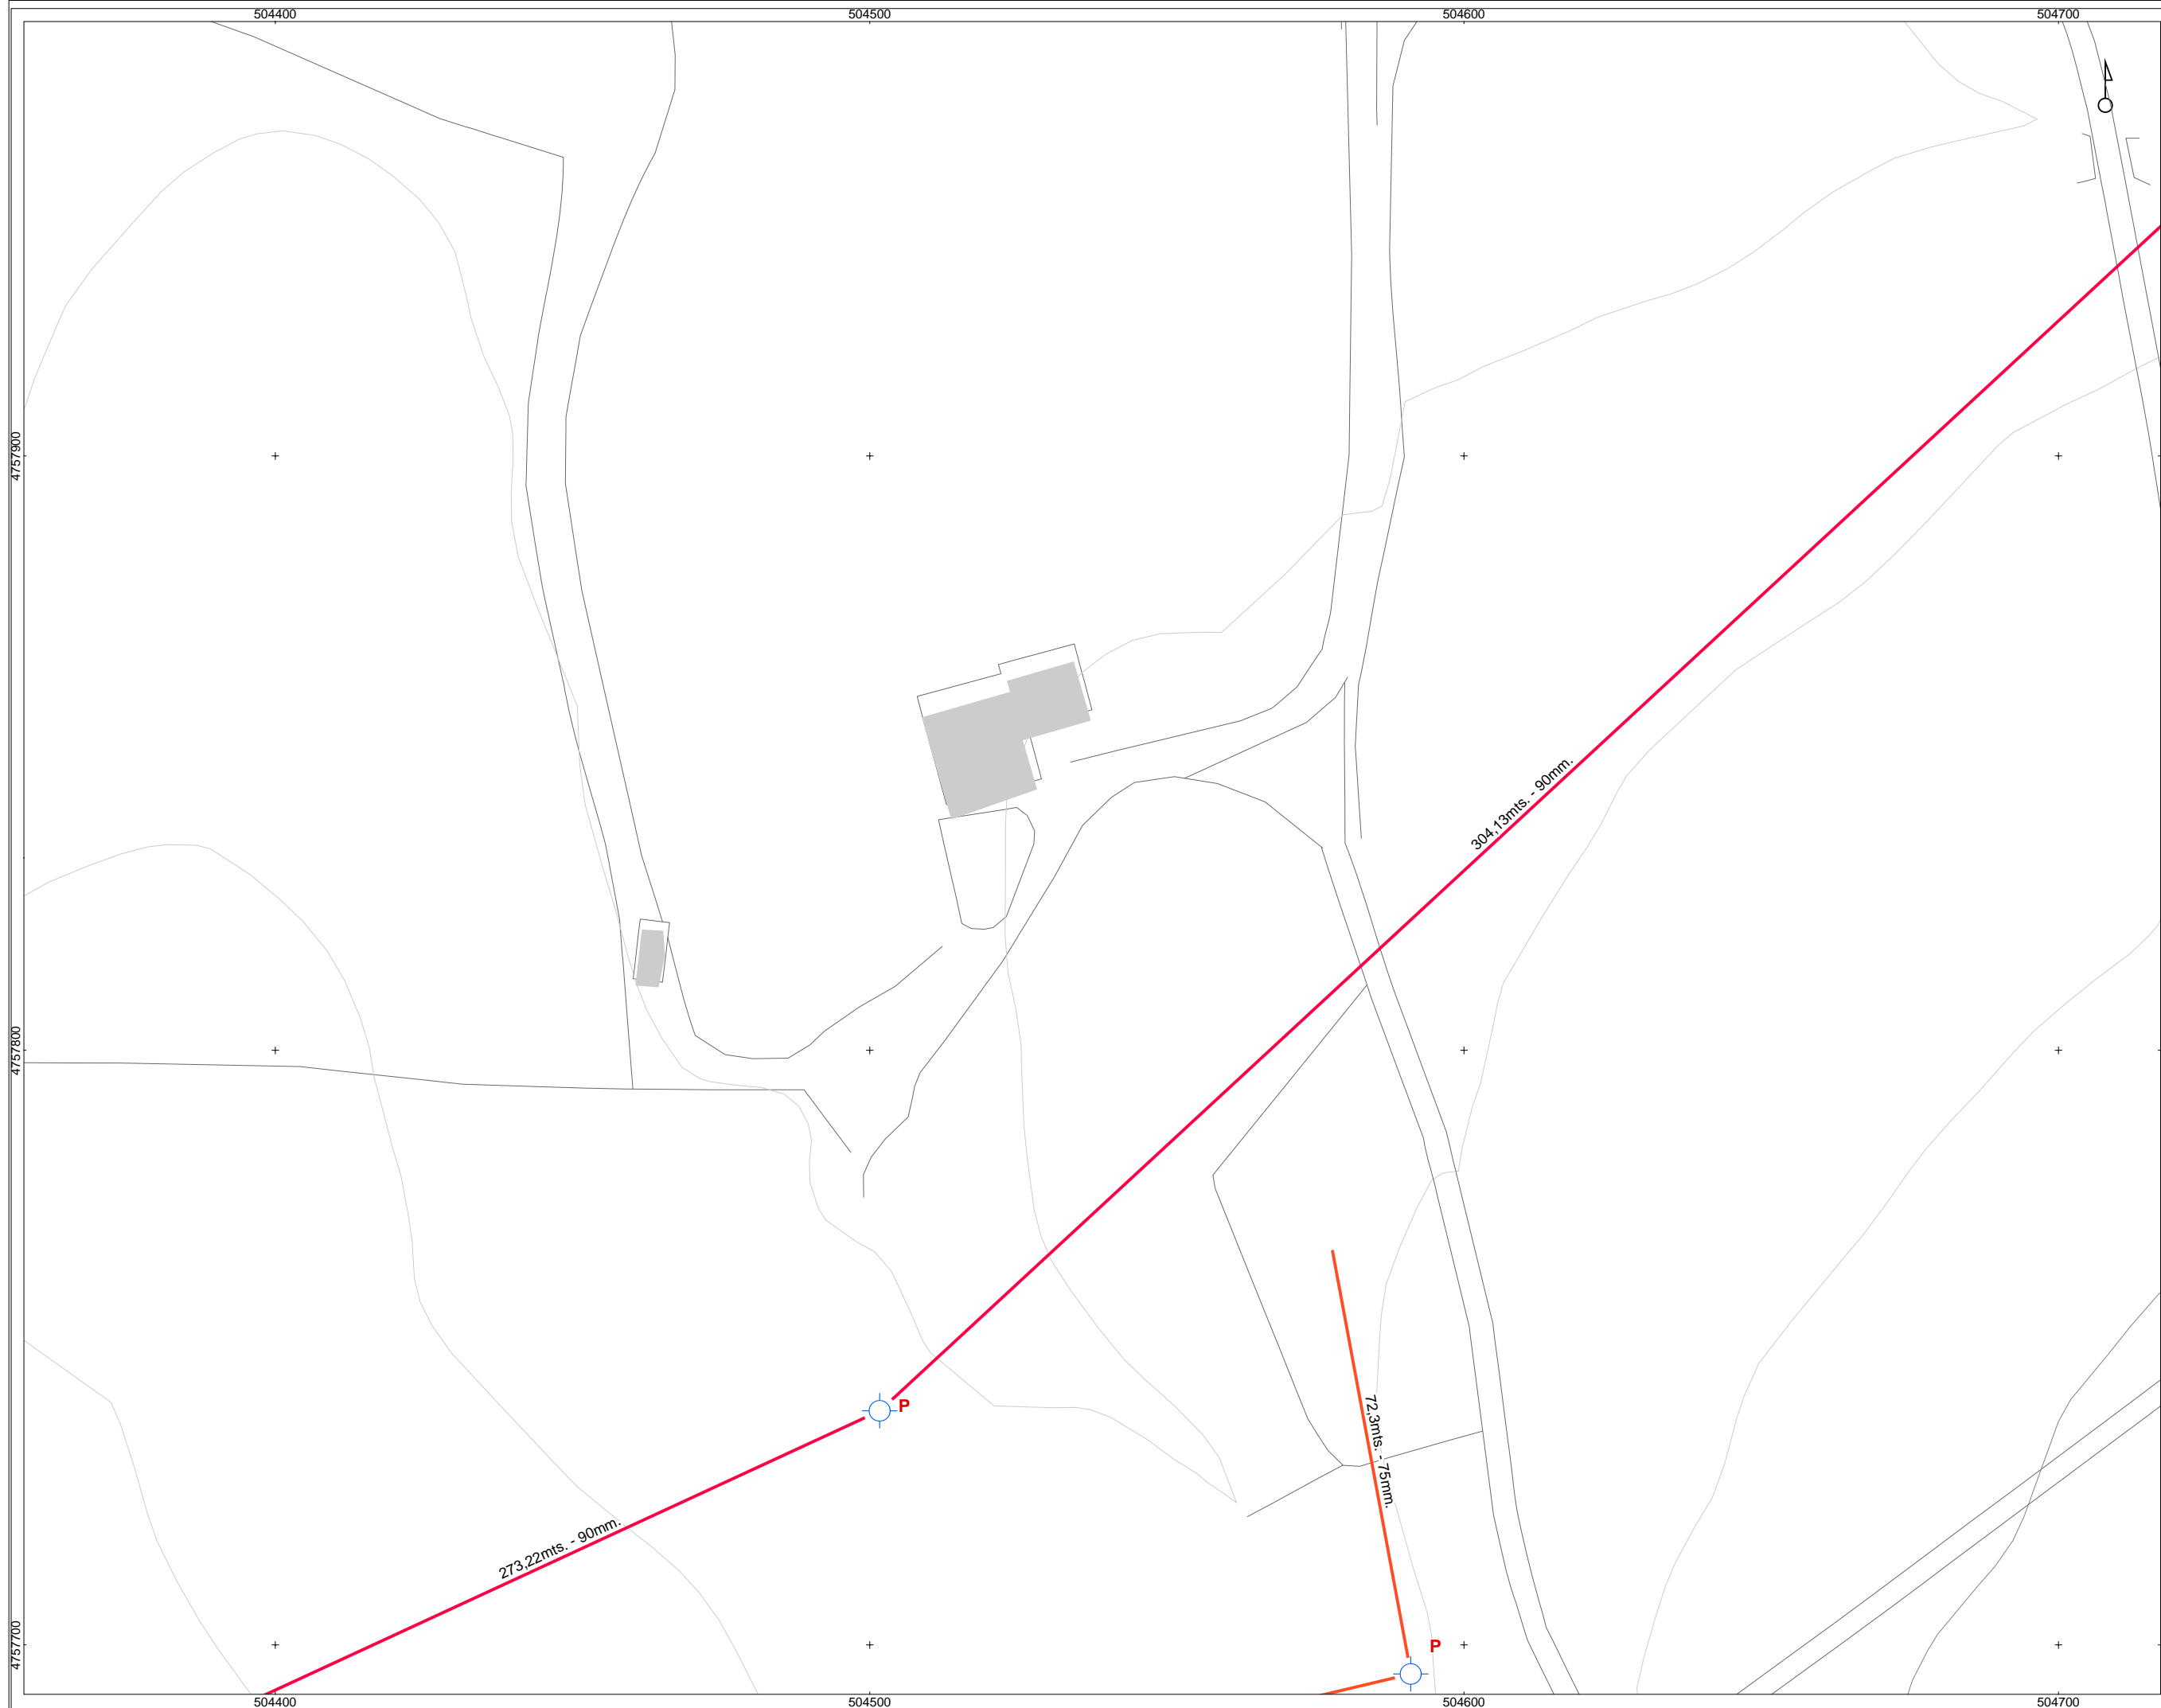 504400 504500 504600 504700
4757900
304,13mts. - 90mm.
4757800
72,3mts. - 75mm.
P
273,22mts. - 90mm.
4757700
P
504400 504500 504600 504700